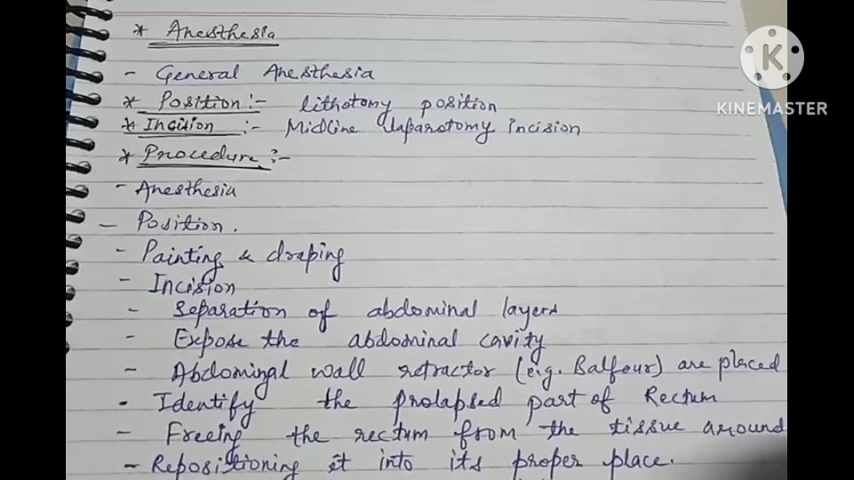 * Anesthesia
- General Anesthesia
* Position :- lithotomy position
* Incision :- Midline laparotomy incision
* Procedure :-
- Anesthesia
- Position.
- Painting & draping
- Incision
- Separation of abdominal layers
- Expose the abdominal cavity
- Abdominal wall retractor (e.g. Balfour) are placed
- Identify the prolapsed part of Rectum
- Freeing the rectum from the tissue around
- Repositioning it into its proper place.
K
KINEMASTER